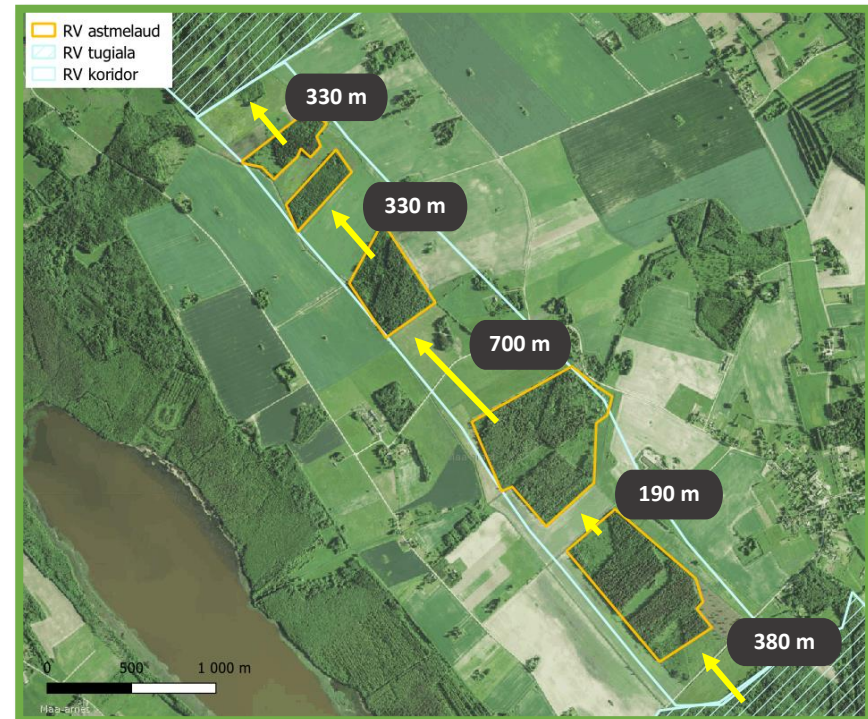 RV astmelaud
RV tugiala
RV koridor
330 m
330 m
700 m
190 m
380 m
0 500 1 000 m
Maa-amet